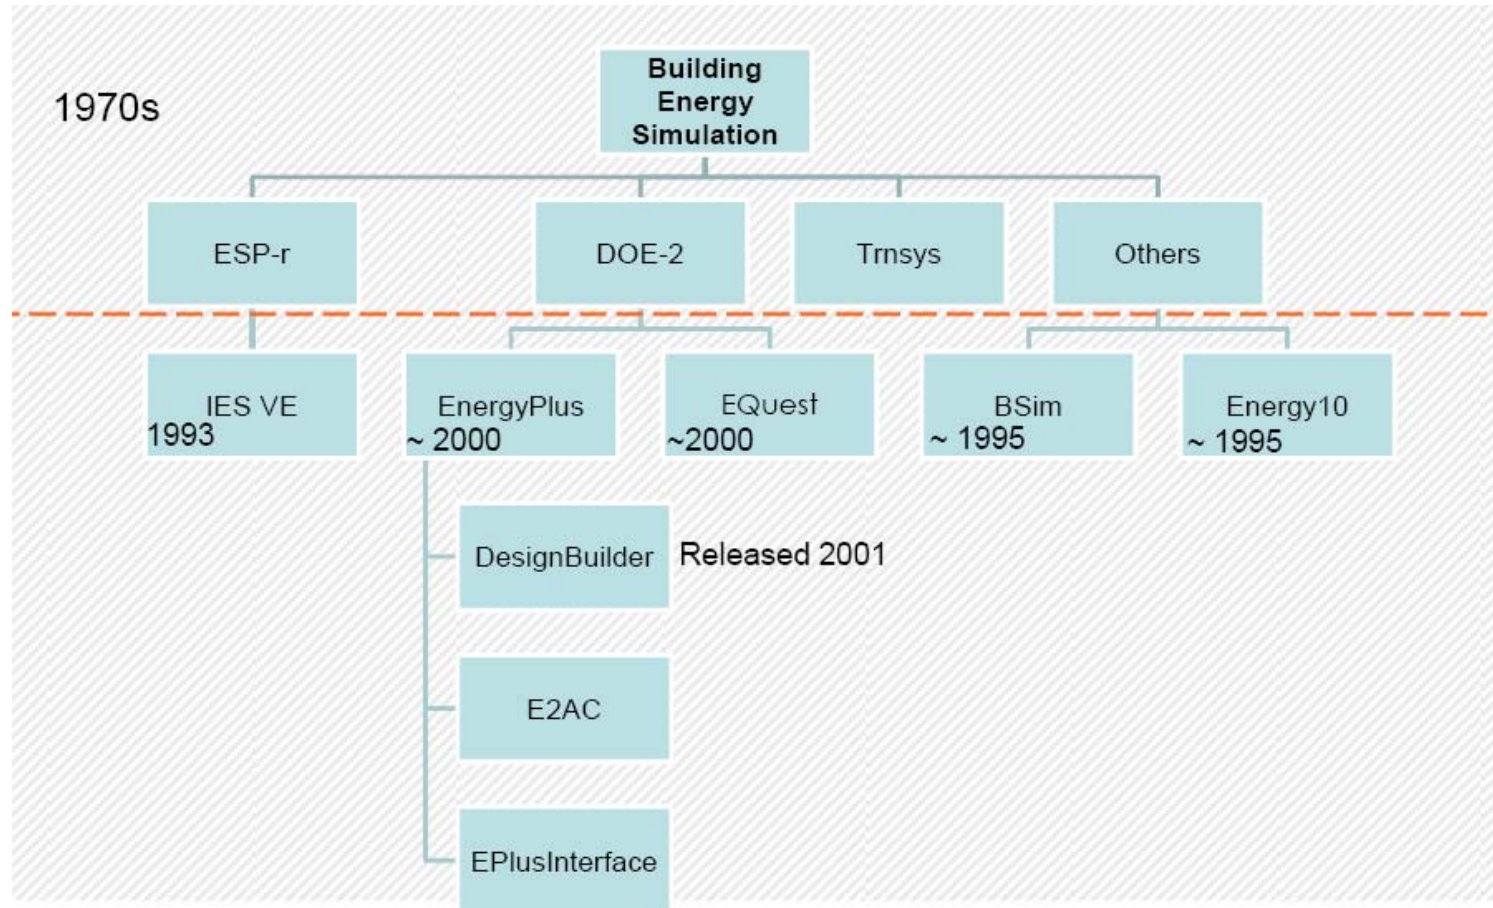 Building
Energy
Simulation
1970s
ESP-r
DOE-2
Trnsys
Others
IES VE
1993
EnergyPlus
~ 2000
EQuest
~2000
BSim
~ 1995
Energy10
~ 1995
DesignBuilder
Released 2001
E2AC
EPlusInterface